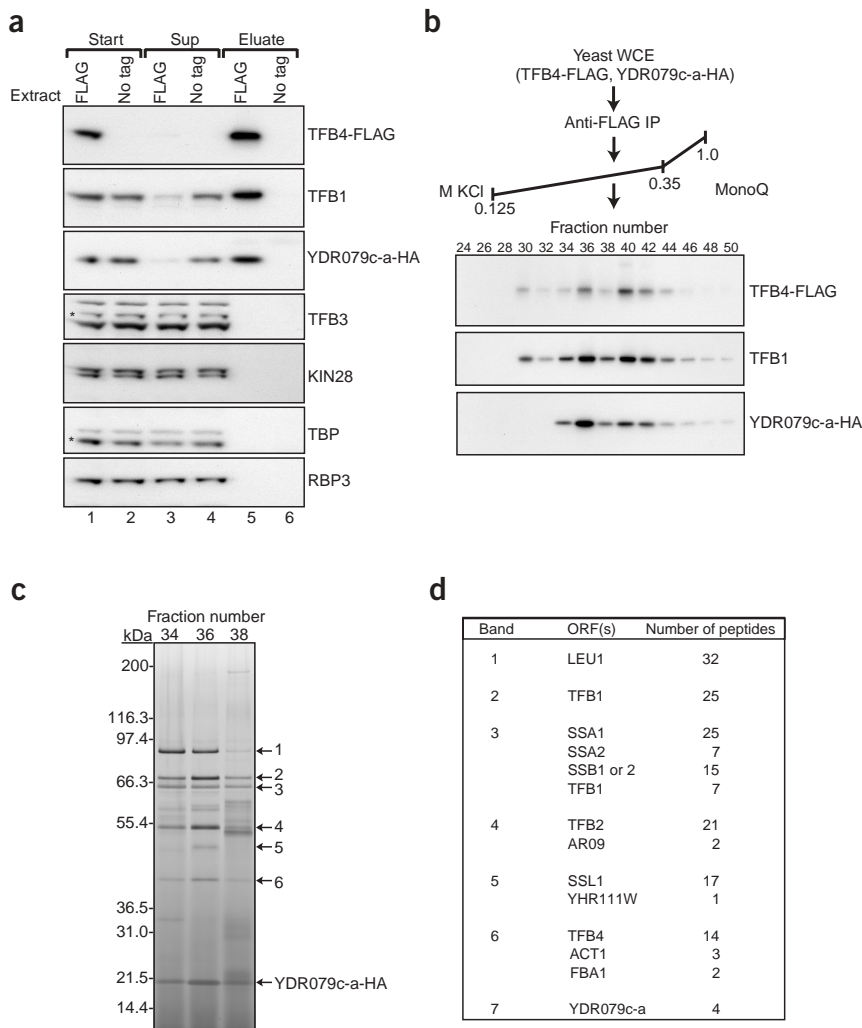 a
Start Sup Eluate
Extract FLAG No tag FLAG No tag FLAG No tag
TFB4-FLAG
TFB1
YDR079c-a-HA
* TFB3
KIN28
* TBP
RBP3
1 2 3 4 5 6
b
Yeast WCE
(TFB4-FLAG, YDR079c-a-HA)
Anti-FLAG IP
1.0
0.35
M KCl
0.125
MonoQ
Fraction number
24 26 28 30 32 34 36 38 40 42 44 46 48 50
TFB4-FLAG
TFB1
YDR079c-a-HA
c
Fraction number
kDa 34 36 38
200-
116.3-
97.4-
1
2
66.3-
3
55.4-
4
5
6
36.5-
31.0-
21.5-
YDR079c-a-HA
14.4-
d
Band ORF(s) Number of peptides
1 LEU1 32
2 TFB1 25
3 SSA1 25
SSA2 7
SSB1 or 2 15
TFB1 7
4 TFB2 21
AR09 2
5 SSL1 17
YHR111W 1
6 TFB4 14
ACT1 3
FBA1 2
7 YDR079c-a 4